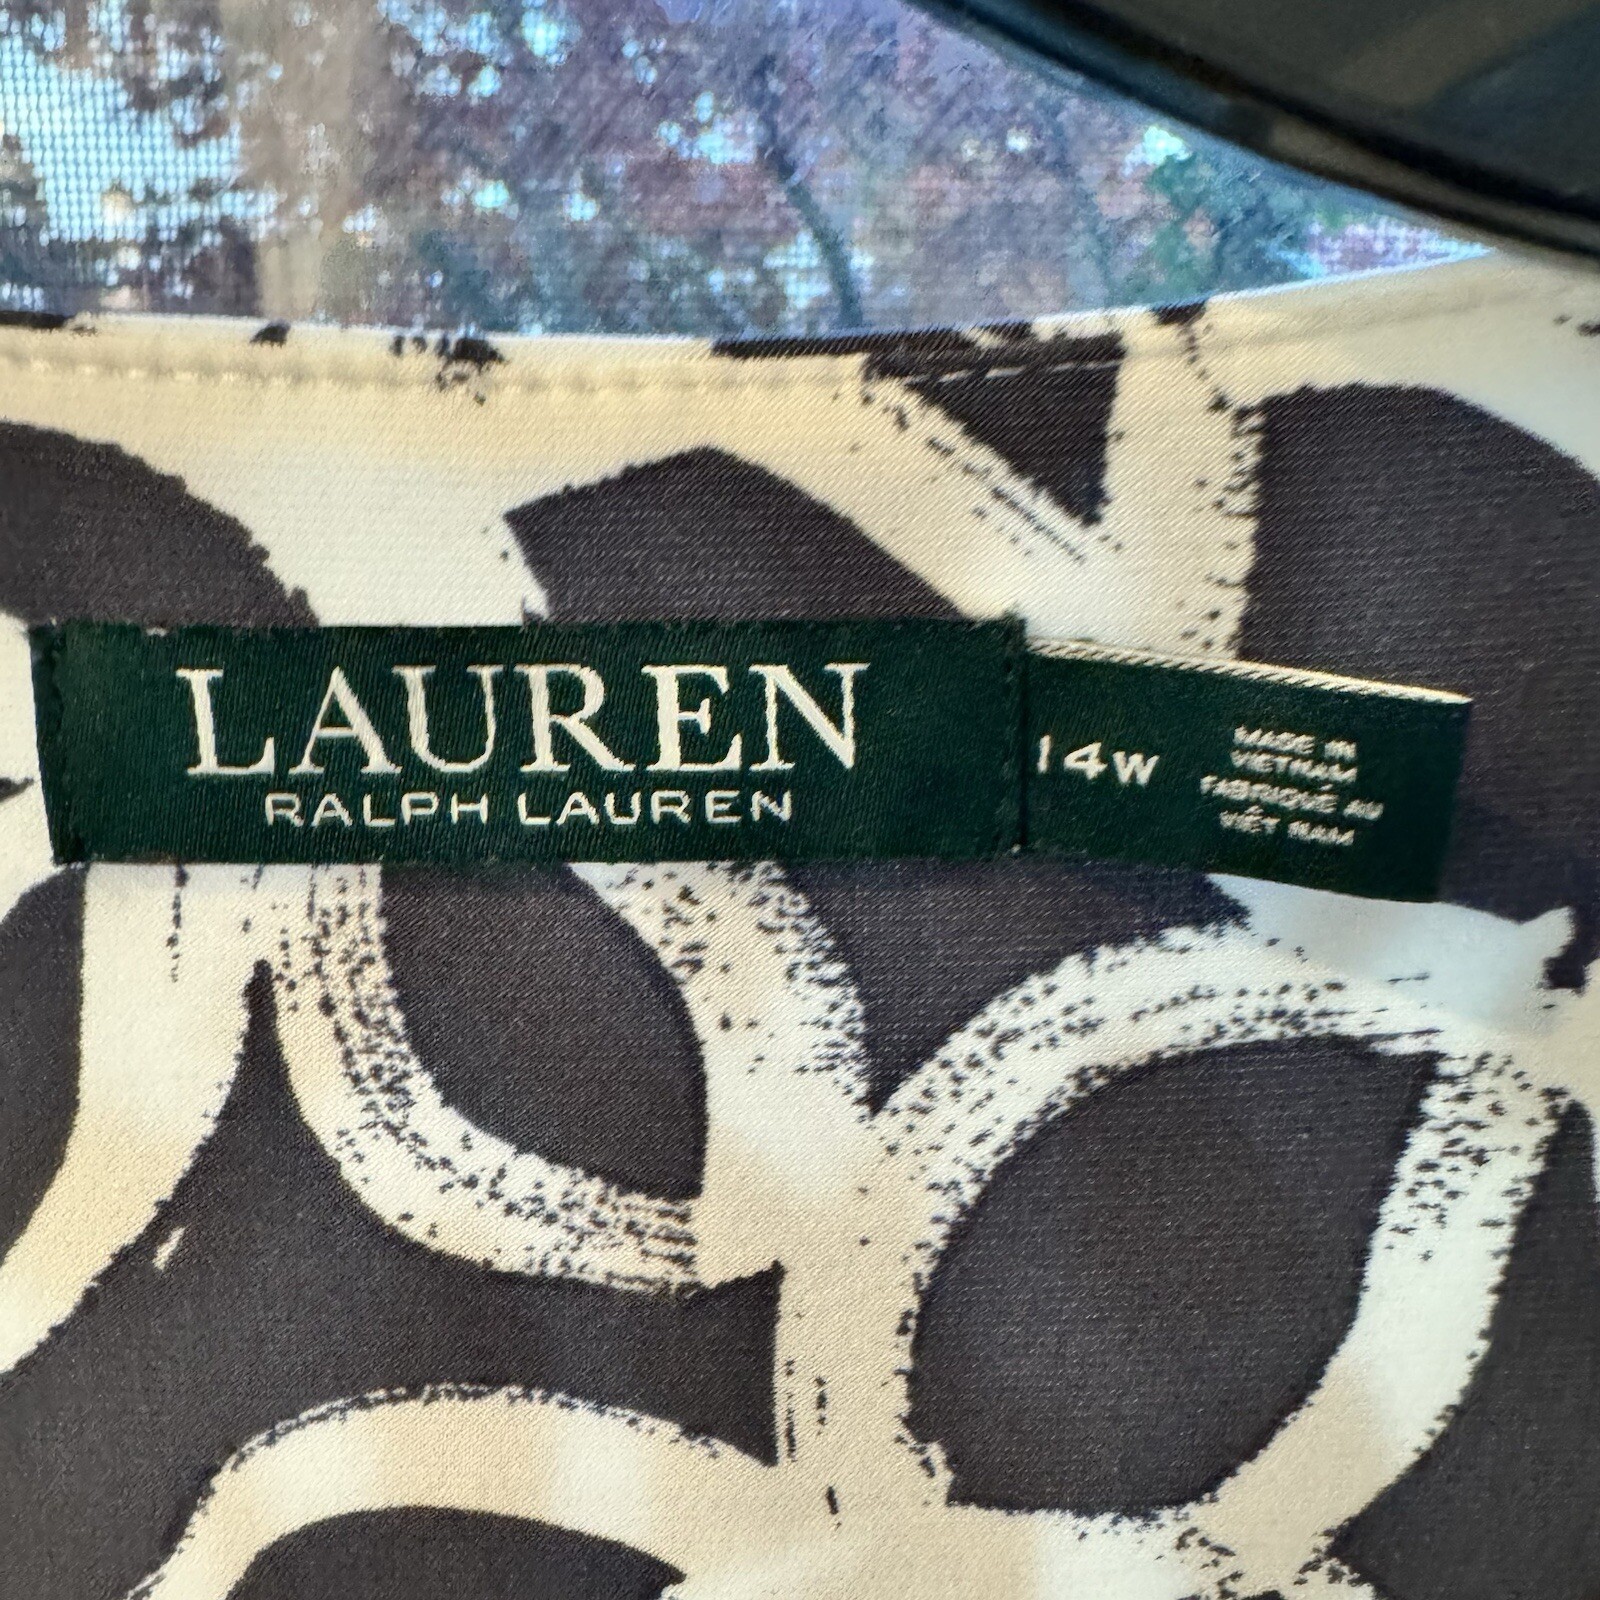 LAUREN
RALPH LAUREN
14W
MADE IN
VIETNAM
FABRIQUÉ AU
VIÊT NAM